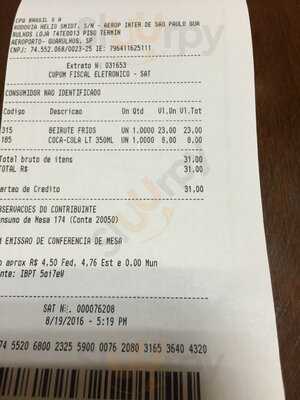 CPQ BRASIL S A
RODOVIA HELIO SMIDT, S/N - AEROP INTER DE SAO PAULO GUA
RULHOS LOJA T4TE0013 PISO TERMIN
AEROPORTO- GUARULHOS, SP
CNPJ: 74.552.068/0023-25 IE: 796411625111
Extrato N: 031653
CUPOM FISCAL ELETRONICO - SAT
CONSUMIDOR NAO IDENTIFICADO
Codigo Descricao Un Qtd Vl.Un Vl.Tot
315 BEIRUTE FRIOS UN 1.0000 23,00 23,00
185 COCA-COLA LT 350ML UN 1.0000 8,00 8,00
Total bruto de itens 31,00
TOTAL R$ 31,00
artao de Credito 31,00
OBSERVACOES DO CONTRIBUINTE
onsumo de Mesa 174 (Conta 20050)
M EMISSAO DE CONFERENCIA DE MESA
o aprox R$ 4,50 Fed, 4,76 Est e 0.00 Mun
nte: IBPT 5oi7eW
SAT Nr. 000076208
8/19/2016 - 5:19 PM
74 5520 6800 2325 5900 0076 2080 3165 3640 4320